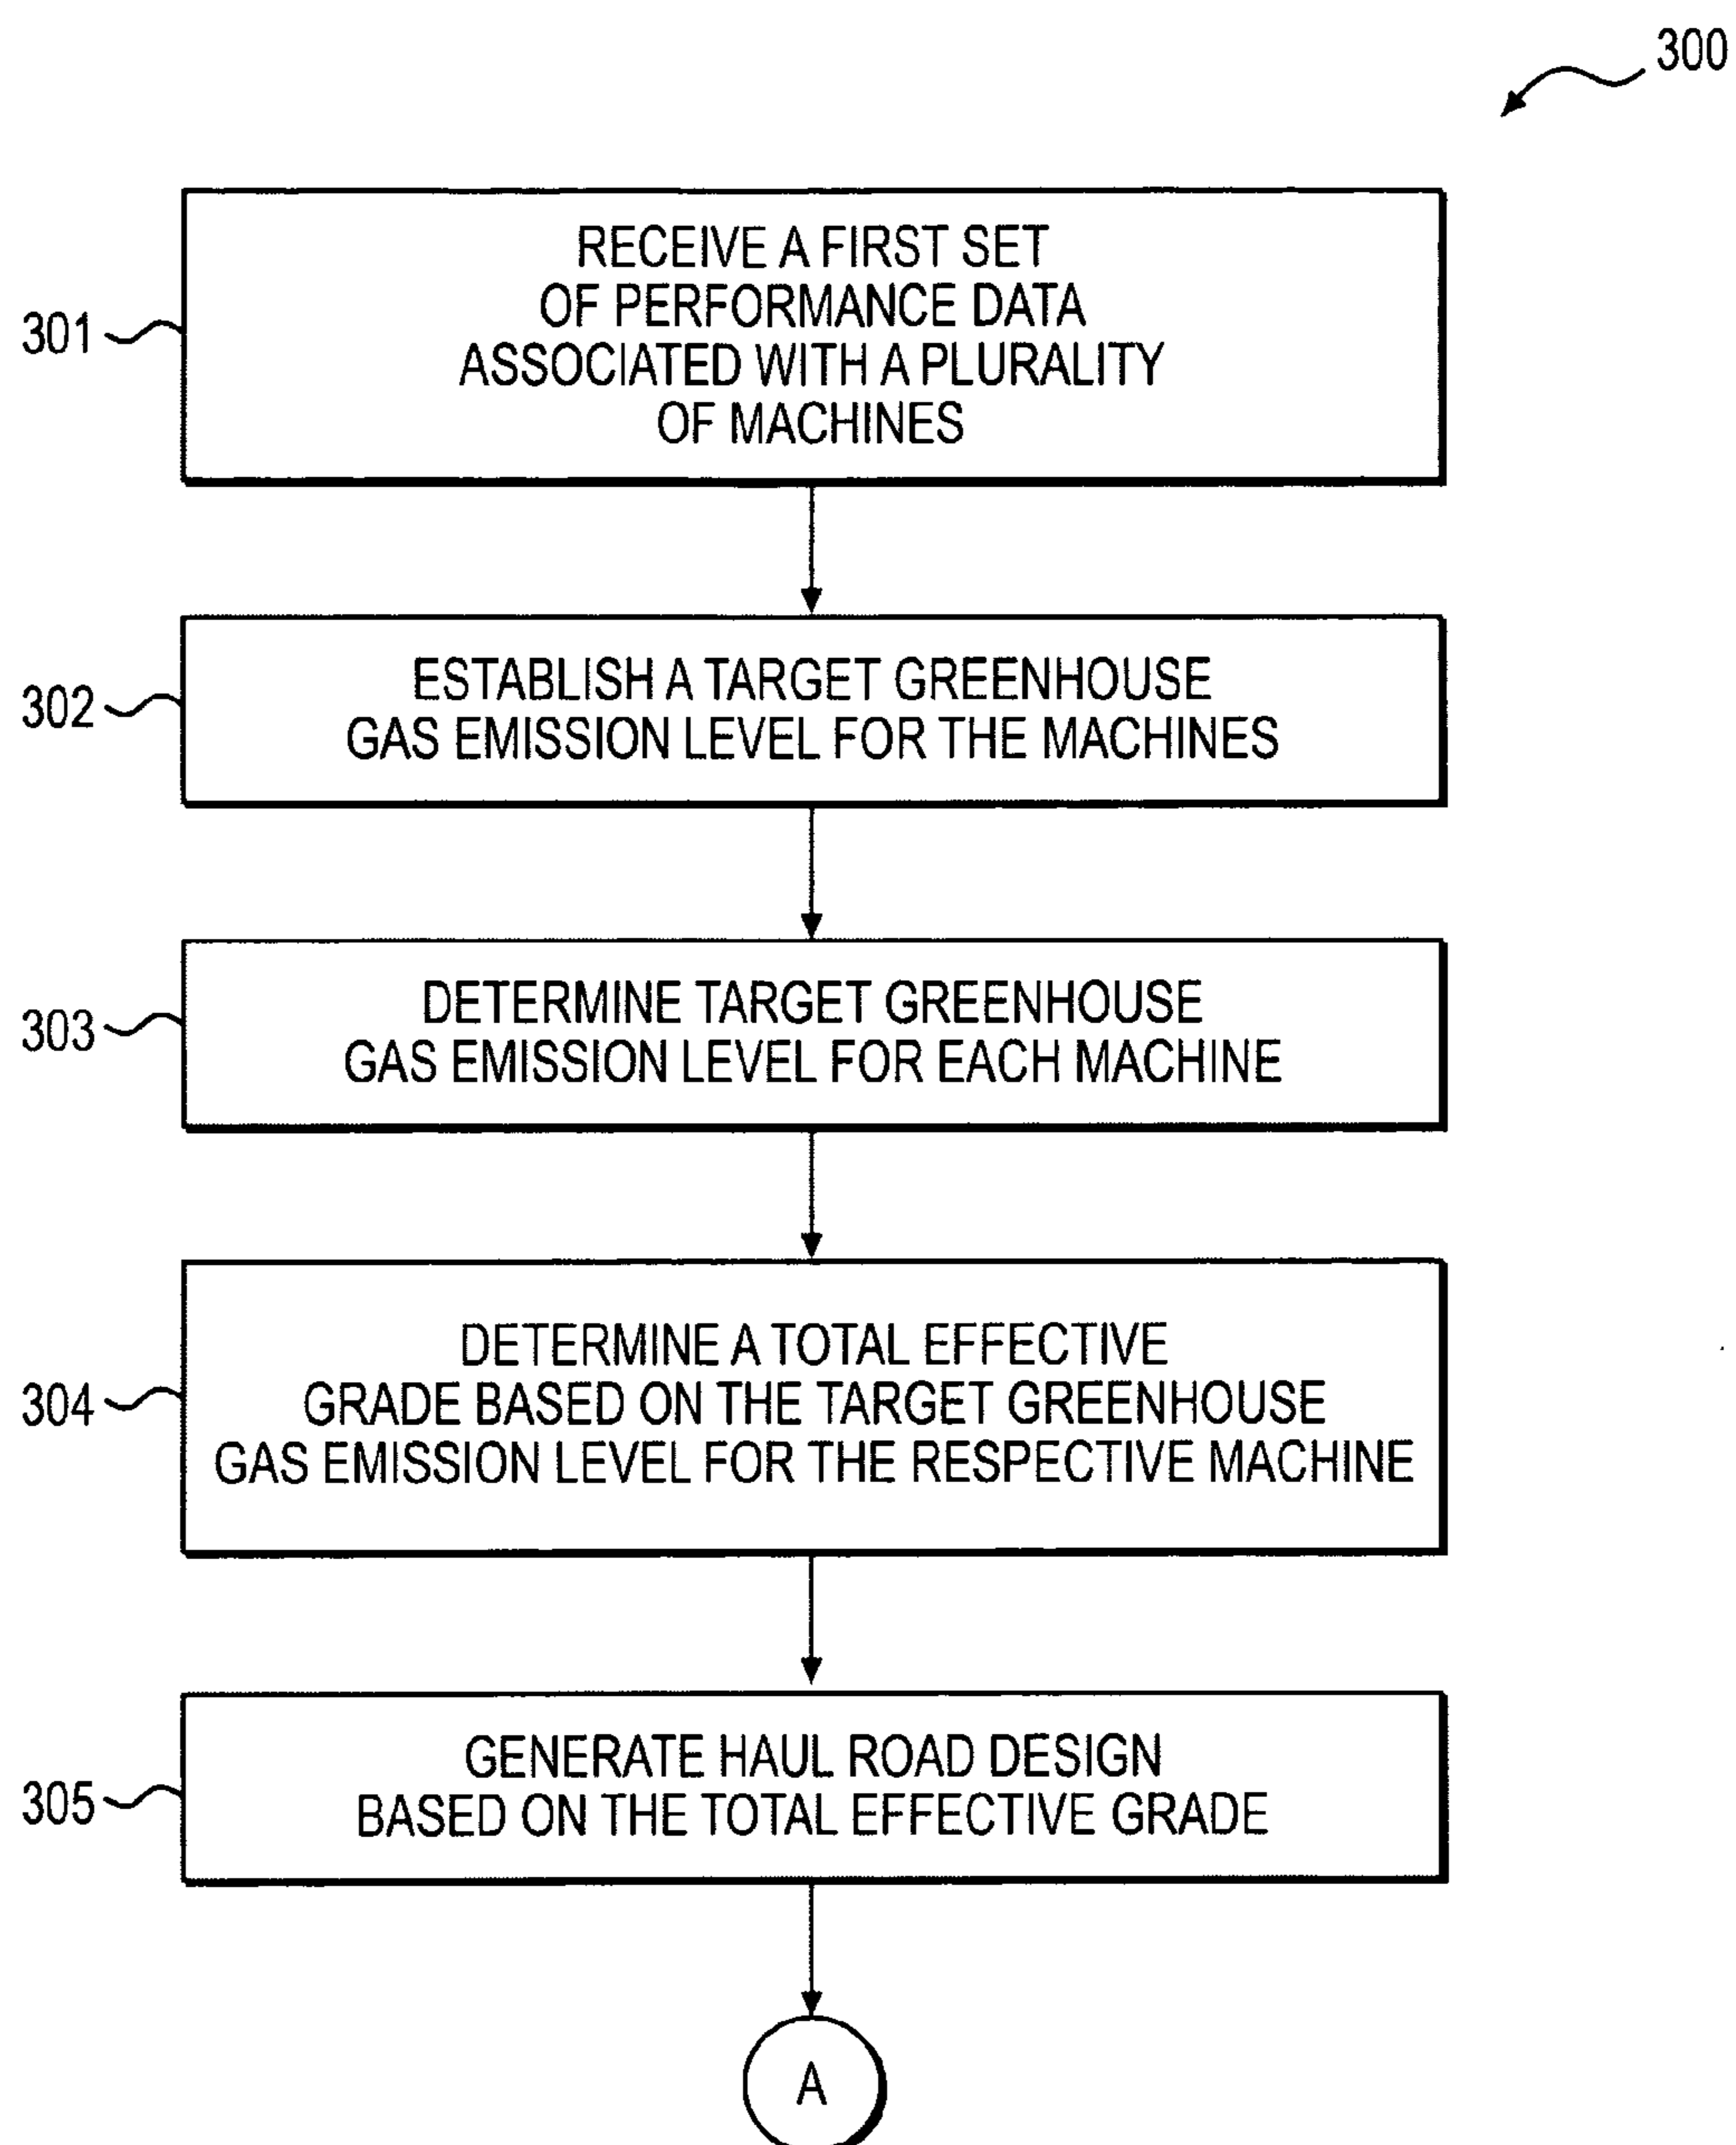 300
301
RECEIVE A FIRST SET
OF PERFORMANCE DATA
ASSOCIATED WITH A PLURALITY
OF MACHINES
302
ESTABLISH A TARGET GREENHOUSE
GAS EMISSION LEVEL FOR THE MACHINES
303
DETERMINE TARGET GREENHOUSE
GAS EMISSION LEVEL FOR EACH MACHINE
304
DETERMINE A TOTAL EFFECTIVE
GRADE BASED ON THE TARGET GREENHOUSE
GAS EMISSION LEVEL FOR THE RESPECTIVE MACHINE
305
GENERATE HAUL ROAD DESIGN
BASED ON THE TOTAL EFFECTIVE GRADE
A